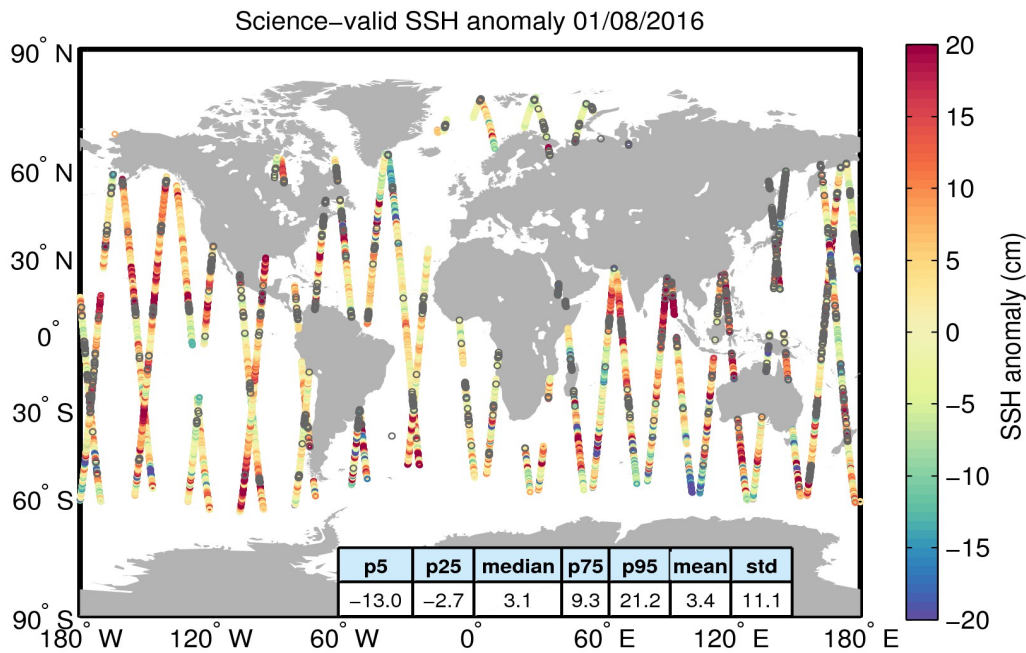 Science−valid SSH anomaly 01/08/2016
90° N
60° N
30° N
0°
30° S
60° S
90° S
180° W
120° W
60° W
0°
60° E
120° E
180° E
p5 p25 median p75 p95 mean std
−13.0 −2.7 3.1 9.3 21.2 3.4 11.1
20
15
10
5
0
−5
−10
−15
−20
SSH anomaly (cm)